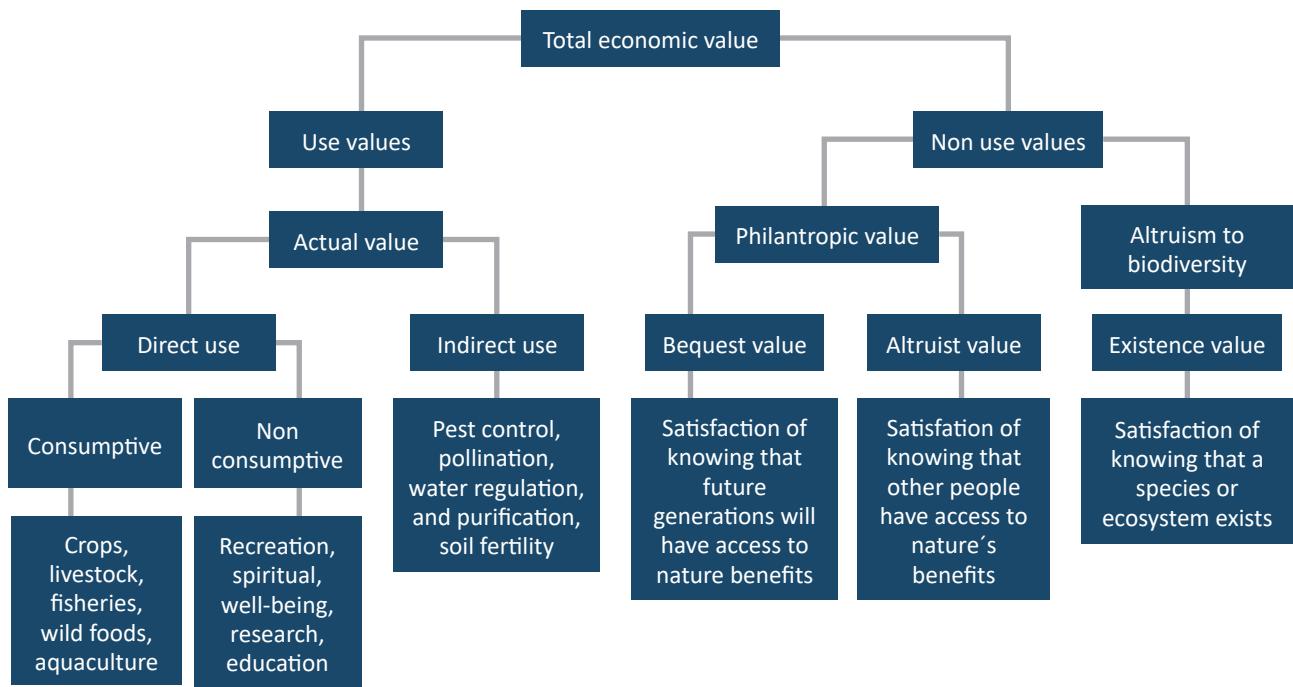 Total economic value
Use values
Non use values
Actual value
Philantropic value
Altruism to
biodiversity
Direct use
Indirect use
Bequest value
Altruist value
Existence value
Consumptive
Non
consumptive
Pest control,
pollination,
water regulation,
and purification,
soil fertility
Satisfaction of
knowing that
future
generations will
have access to
nature benefits
Satisfation of
knowing that
other people
have access to
nature´s
benefits
Satisfaction of
knowing that a
species or
ecosystem exists
Crops,
livestock,
fisheries,
wild foods,
aquaculture
Recreation,
spiritual,
well-being,
research,
education